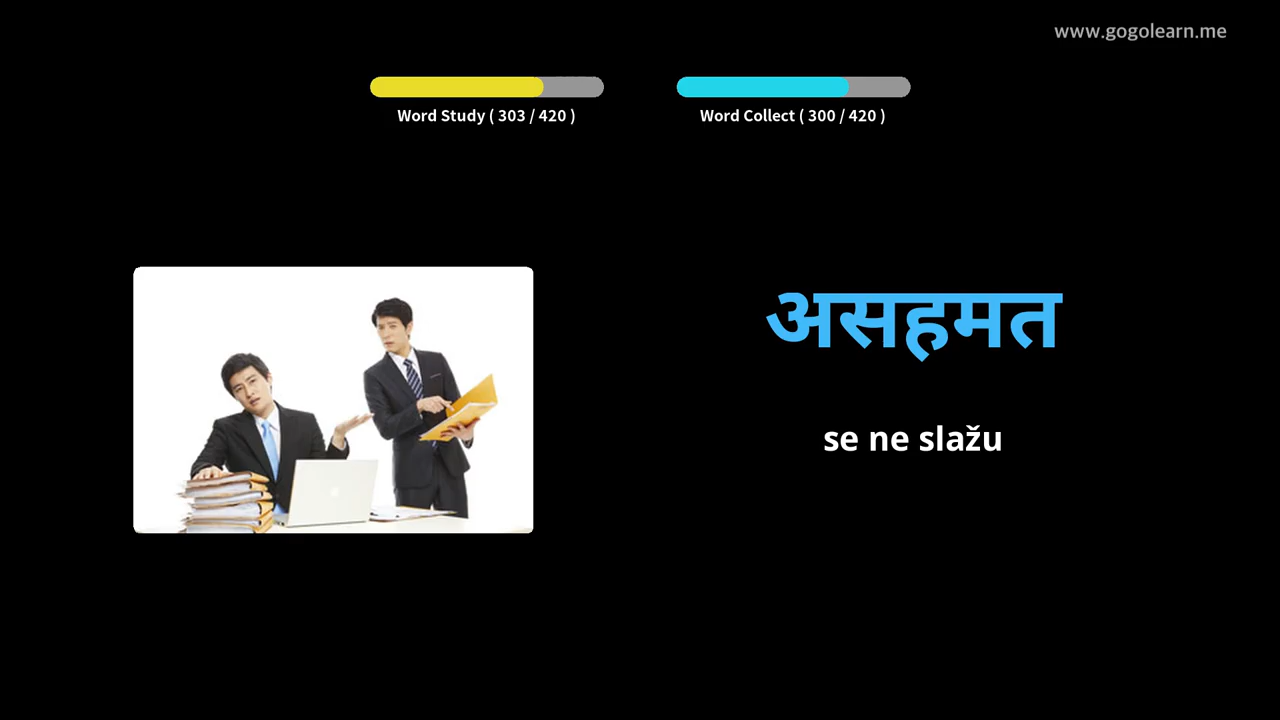 www.gogolearn.me
Word Study ( 303 / 420 )
Word Collect ( 300 / 420 )
असहमत
se ne slažu